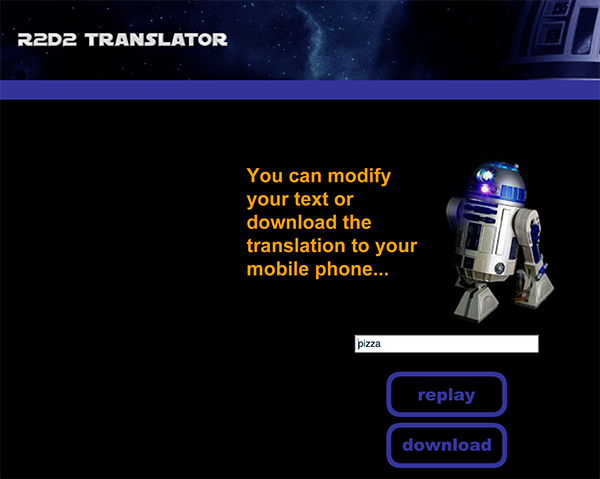 R2D2 TRANSLATOR
You can modify
your text or
download the
translation to your
mobile phone...
pizza
replay
download